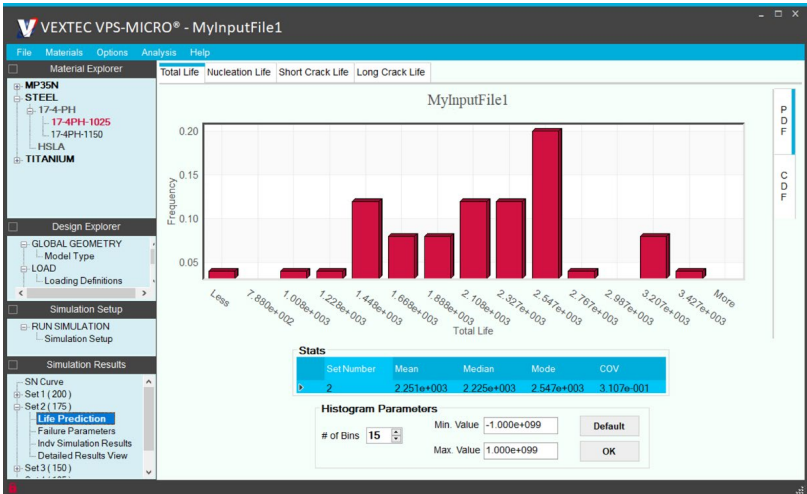 VEXTEC VPS-MICRO® - MyInputFile1
File Materials Options Analysis Help
Material Explorer
MP35N
STEEL
17-4-PH
17-4PH-1025
17-4PH-1150
HSLA
TITANIUM
Design Explorer
GLOBAL GEOMETRY
Model Type
LOAD
Loading Definitions
Simulation Setup
RUN SIMULATION
Simulation Setup
Simulation Results
SN Curve
Set 1 ( 200 )
Set 2 ( 175 )
Life Prediction
Failure Parameters
Indv Simulation Results
Detailed Results View
Set 3 ( 150 )
Total Life Nucleation Life Short Crack Life Long Crack Life
MyInputFile1
PDF
CDF
Frequency
0.20
0.15
0.10
0.05
Less 7.880e+002 1.008e+003 1.228e+003 1.448e+003 1.668e+003 1.888e+003 2.108e+003 2.327e+003 2.547e+003 2.767e+003 2.987e+003 3.207e+003 3.427e+003 More
Total Life
Stats
Set Number Mean Median Mode COV
2 2.251e+003 2.225e+003 2.547e+003 3.107e-001
Histogram Parameters
# of Bins 15
Min. Value -1.000e+099
Default
Max. Value 1.000e+099
OK